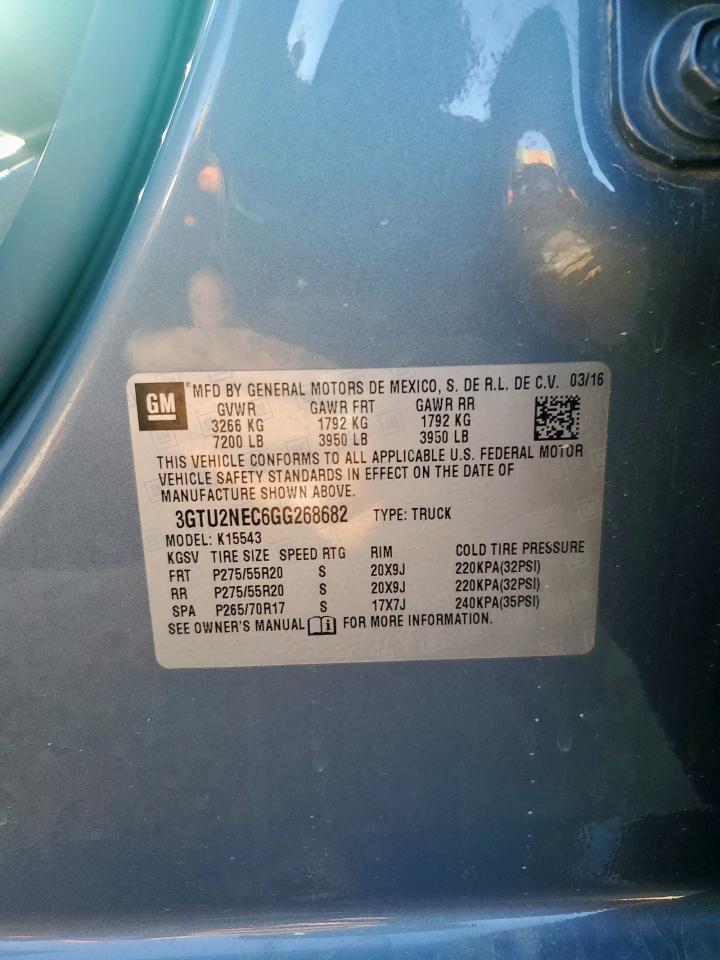 GM ® MFD BY GENERAL MOTORS DE MEXICO, S. DE R.L. DE C.V. 03/16
GVWR GAWR FRT GAWR RR
3266 KG 1792 KG 1792 KG
7200 LB 3950 LB 3950 LB
THIS VEHICLE CONFORMS TO ALL APPLICABLE U.S. FEDERAL MOTOR
VEHICLE SAFETY STANDARDS IN EFFECT ON THE DATE OF
MANUFACTURE SHOWN ABOVE.
3GTU2NEC6GG268682 TYPE: TRUCK
MODEL: K15543
KGSV TIRE SIZE SPEED RTG RIM COLD TIRE PRESSURE
FRT P275/55R20 S 20X9J 220KPA(32PSI)
RR P275/55R20 S 20X9J 220KPA(32PSI)
SPA P265/70R17 S 17X7J 240KPA(35PSI)
SEE OWNER'S MANUAL i FOR MORE INFORMATION.